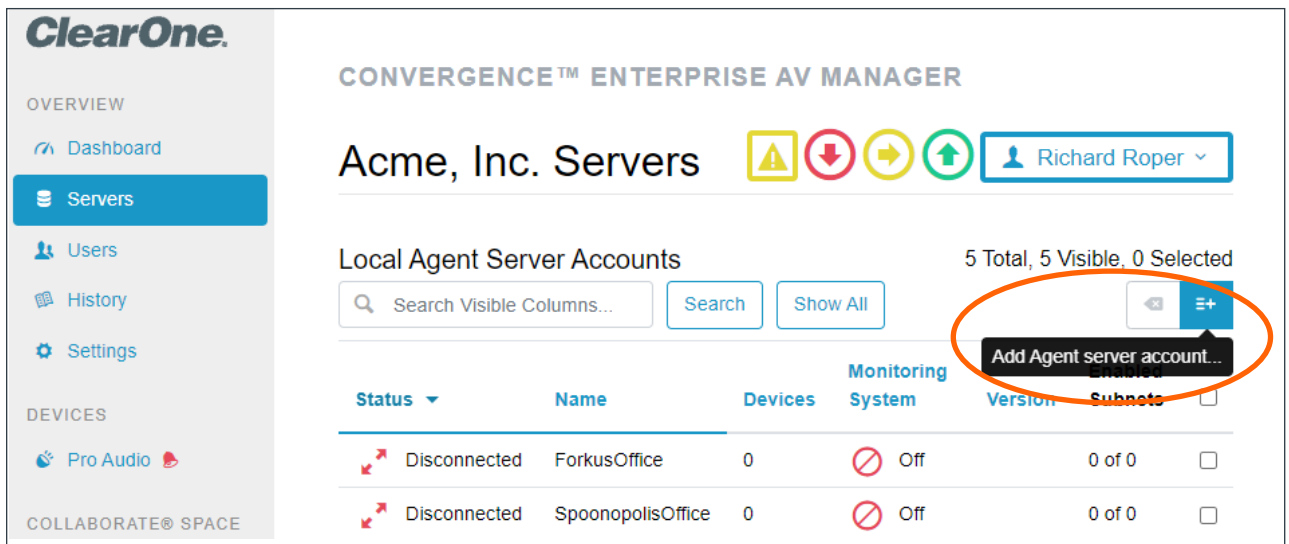 ClearOne.
OVERVIEW
Dashboard
Servers
Users
History
Settings
DEVICES
Pro Audio
COLLABORATE® SPACE
CONVERGENCE™ ENTERPRISE AV MANAGER
Acme, Inc. Servers
Richard Roper
Local Agent Server Accounts
5 Total, 5 Visible, 0 Selected
Search Visible Columns...
Search
Show All
Add Agent server account...
Status Name Devices Monitoring System Version Enabled Subnets
Disconnected ForkusOffice 0 Off 0 of 0
Disconnected SpoonopolisOffice 0 Off 0 of 0